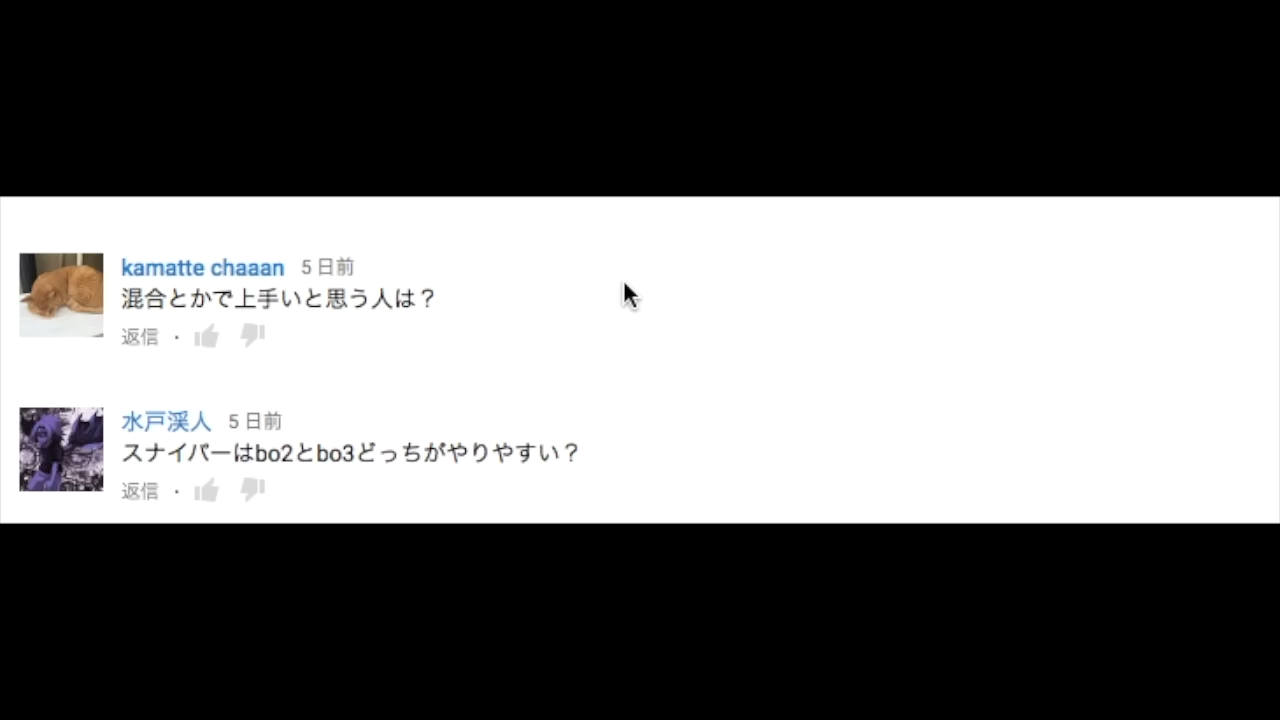 kamatte chaaan 5 日前
混合とかで上手いと思う人は？
返信 ・
水戸渓人 5 日前
スナイパーはbo2とbo3どっちがやりやすい？
返信 ・